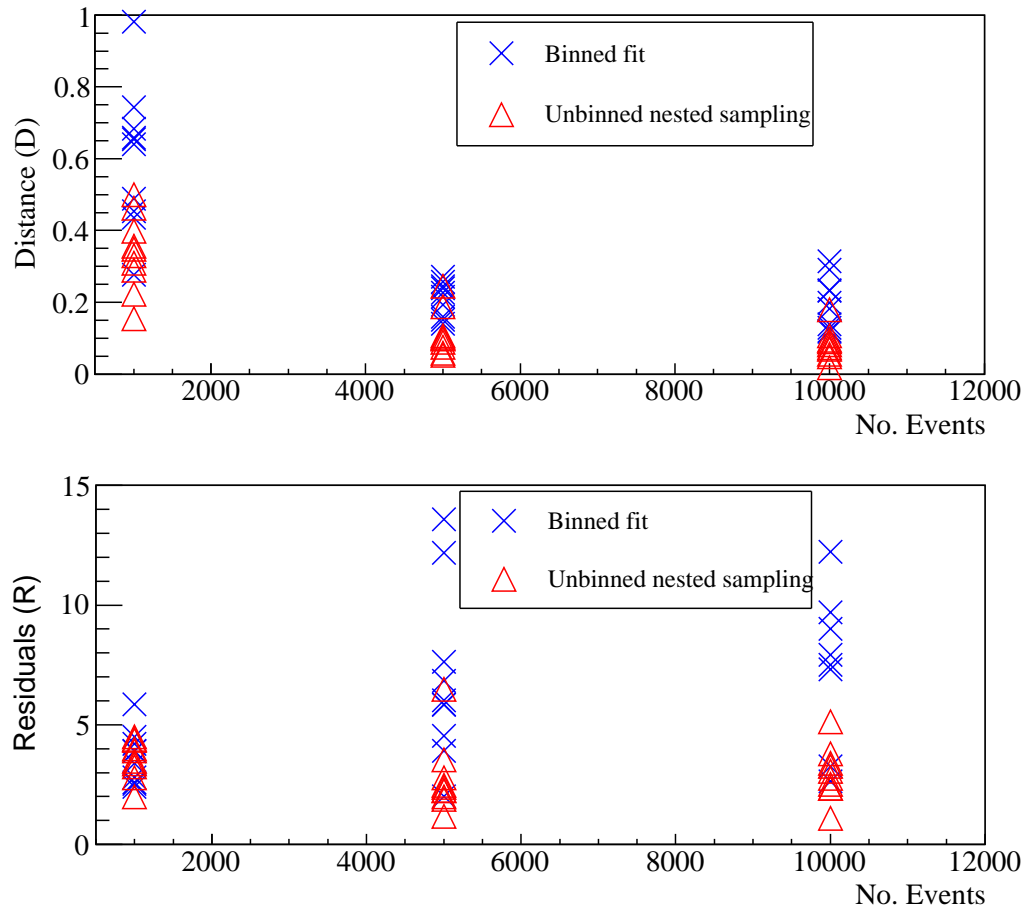 1
0.8
0.6
0.4
0.2
0
Distance (D)
Binned fit
Unbinned nested sampling
2000 4000 6000 8000 10000 12000
No. Events
15
10
5
0
Residuals (R)
Binned fit
Unbinned nested sampling
2000 4000 6000 8000 10000 12000
No. Events